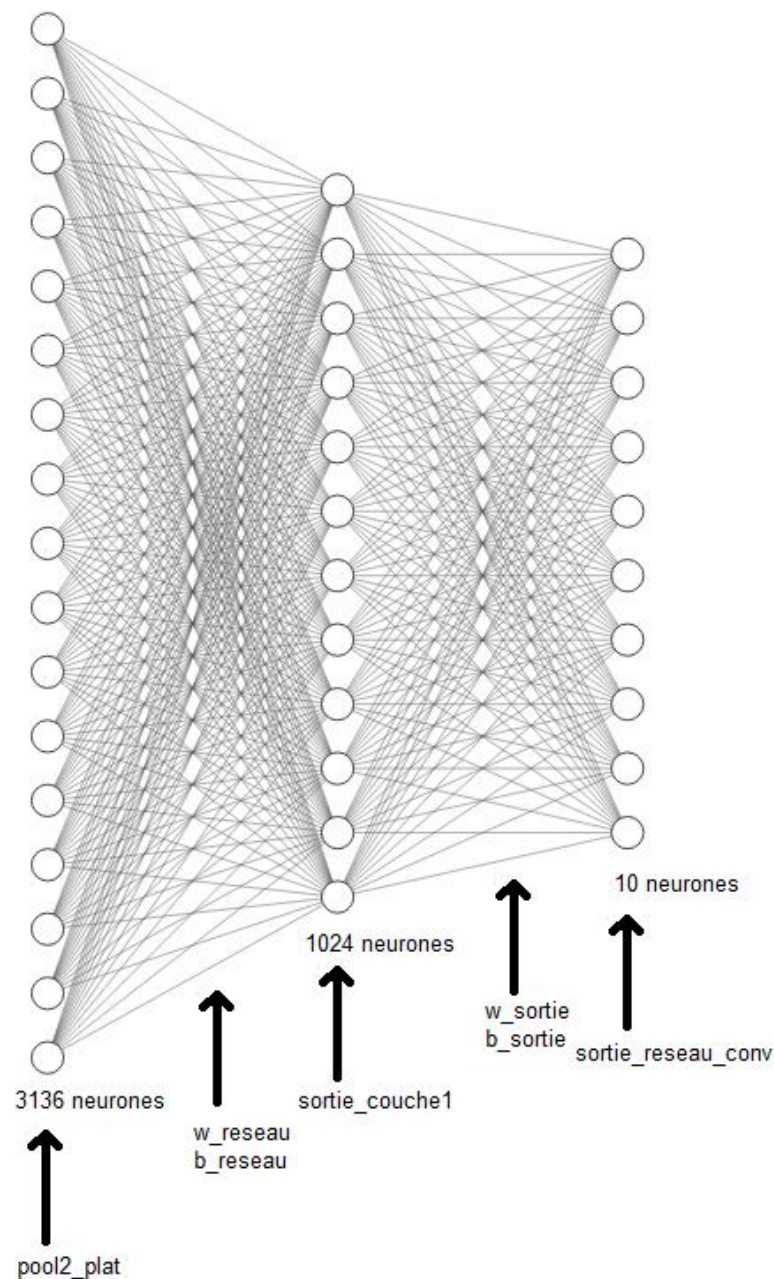 10 neurones
1024 neurones
w_sortie
b_sortie
sortie_reseau_conv
3136 neurones
sortie_couche1
w_reseau
b_reseau
pool2_plat